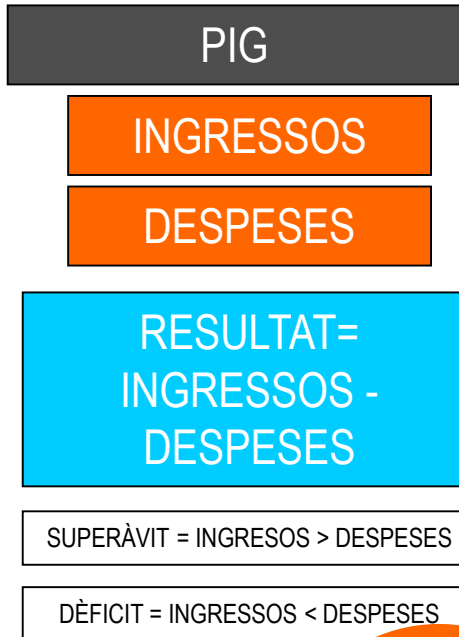 PIG
INGRESSOS
DESPESES
RESULTAT=
INGRESSOS -
DESPESES
SUPERÀVIT = INGRESOS > DESPESES
DÈFICIT = INGRESSOS < DESPESES